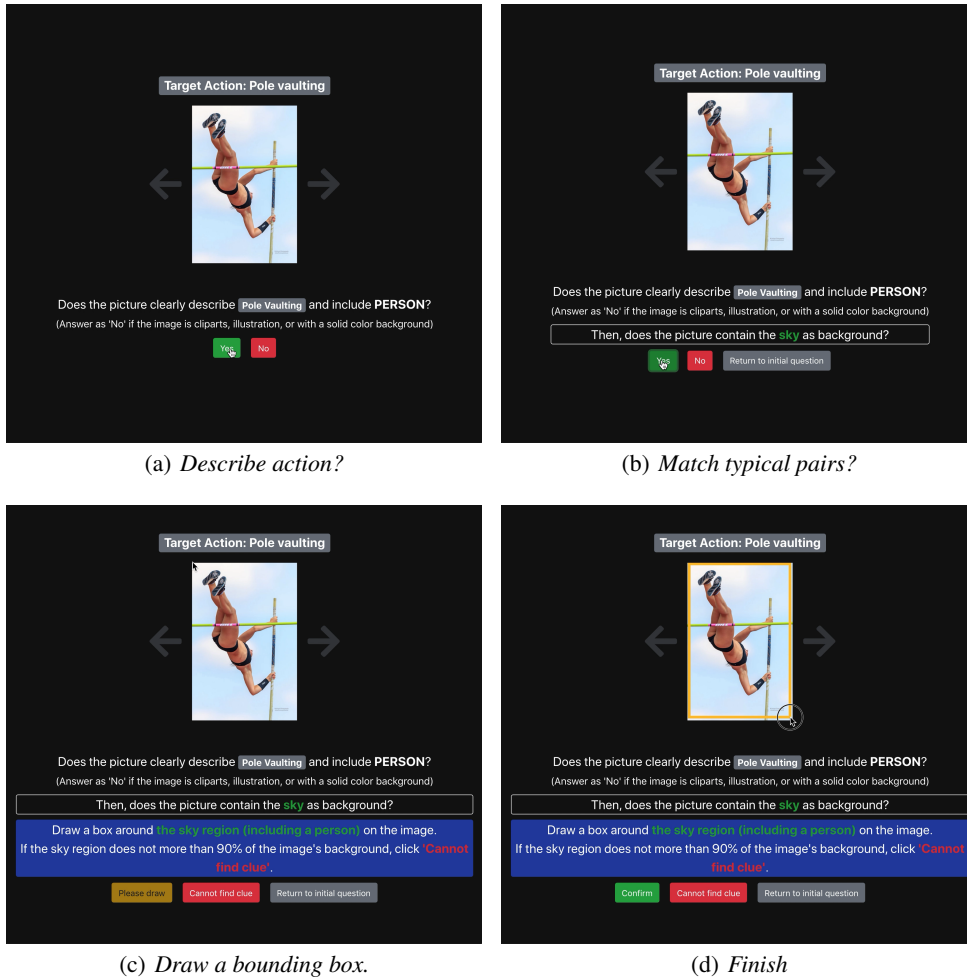 Target Action: Pole vaulting
Does the picture clearly describe Pole Vaulting and include PERSON?
(Answer as 'No' if the image is cliparts, illustration, or with a solid color background)
Yes No
(a) Describe action?
Target Action: Pole vaulting
Does the picture clearly describe Pole Vaulting and include PERSON?
(Answer as 'No' if the image is cliparts, illustration, or with a solid color background)
Then, does the picture contain the sky as background?
Yes No Return to initial question
(b) Match typical pairs?
Target Action: Pole vaulting
Does the picture clearly describe Pole Vaulting and include PERSON?
(Answer as 'No' if the image is cliparts, illustration, or with a solid color background)
Then, does the picture contain the sky as background?
Draw a box around the sky region (including a person) on the image.
If the sky region does not more than 90% of the image's background, click 'Cannot
find clue'.
Please draw Cannot find clue Return to initial question
(c) Draw a bounding box.
Target Action: Pole vaulting
Does the picture clearly describe Pole Vaulting and include PERSON?
(Answer as 'No' if the image is cliparts, illustration, or with a solid color background)
Then, does the picture contain the sky as background?
Draw a box around the sky region (including a person) on the image.
If the sky region does not more than 90% of the image's background, click 'Cannot
find clue'.
Confirm Cannot find clue Return to initial question
(d) Finish